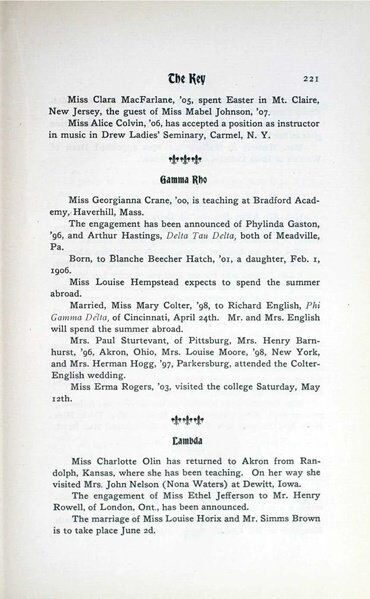 The Key
221
Miss Clara MacFarlane, '05, spent Easter in Mt. Claire,
New Jersey, the guest of Miss Mabel Johnson, '07.
Miss Alice Colvin, '06, has accepted a position as instructor
in music in Drew Ladies' Seminary, Carmel, N. Y.
Gamma Rho
Miss Georgianna Crane, '00, is teaching at Bradford Acad-
emy, Haverhill, Mass.
The engagement has been announced of Phylinda Gaston,
'96, and Arthur Hastings, Delta Tau Delta, both of Meadville,
Pa.
Born, to Blanche Beecher Hatch, '01, a daughter, Feb. 1,
1906.
Miss Louise Hempstead expects to spend the summer
abroad.
Married, Miss Mary Colter, '98, to Richard English, Phi
Gamma Delta, of Cincinnati, April 24th. Mr. and Mrs. English
will spend the summer abroad.
Mrs. Paul Sturtevant, of Pittsburg, Mrs. Henry Barn-
hurst, '96, Akron, Ohio, Mrs. Louise Moore, '98, New York,
and Mrs. Herman Hogg, '97, Parkersburg, attended the Colter-
English wedding.
Miss Erma Rogers, '03, visited the college Saturday, May
12th.
Lambda
Miss Charlotte Olin has returned to Akron from Ran-
dolph, Kansas, where she has been teaching. On her way she
visited Mrs. John Nelson (Nona Waters) at Dewitt, Iowa.
The engagement of Miss Ethel Jefferson to Mr. Henry
Rowell, of London, Ont., has been announced.
The marriage of Miss Louise Horix and Mr. Simms Brown
is to take place June 2d.